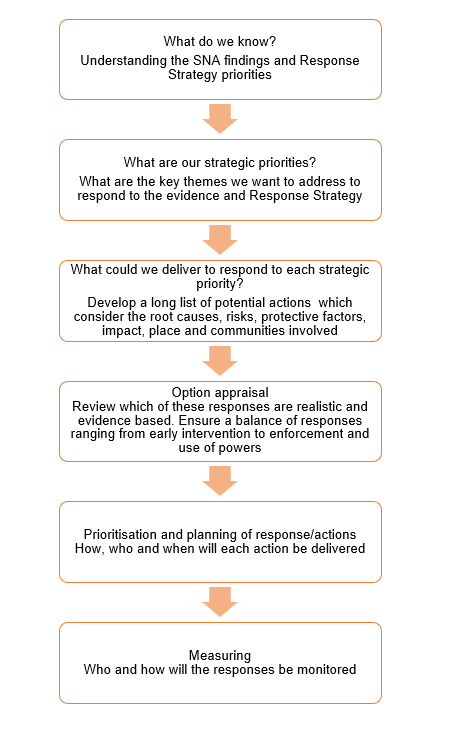 What do we know?
Understanding the SNA findings and Response
Strategy priorities
What are our strategic priorities?
What are the key themes we want to address to
respond to the evidence and Response Strategy
What could we deliver to respond to each strategic
priority?
Develop a long list of potential actions  which
consider the root causes, risks, protective factors,
impact, place and communities involved
Option appraisal
Review which of these responses are realistic and
evidence based. Ensure a balance of responses
ranging from early intervention to enforcement and
use of powers
Prioritisation and planning of response/actions
How, who and when will each action be delivered
Measuring
Who and how will the responses be monitored